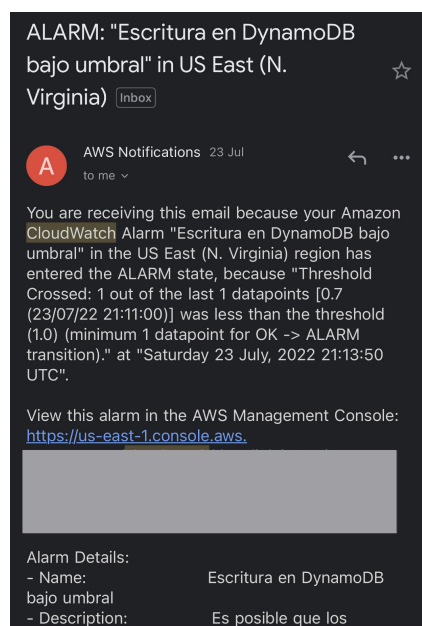 ALARM: "Escritura en DynamoDB
bajo umbral" in US East (N.
Virginia) Inbox
A
AWS Notifications 23 Jul
to me
You are receiving this email because your Amazon
CloudWatch Alarm "Escritura en DynamoDB bajo
umbral" in the US East (N. Virginia) region has
entered the ALARM state, because "Threshold
Crossed: 1 out of the last 1 datapoints [0.7
(23/07/22 21:11:00)] was less than the threshold
(1.0) (minimum 1 datapoint for OK -> ALARM
transition)." at "Saturday 23 July, 2022 21:13:50
UTC".
View this alarm in the AWS Management Console:
https://us-east-1.console.aws.
Alarm Details:
- Name: Escritura en DynamoDB
bajo umbral
- Description: Es posible que los